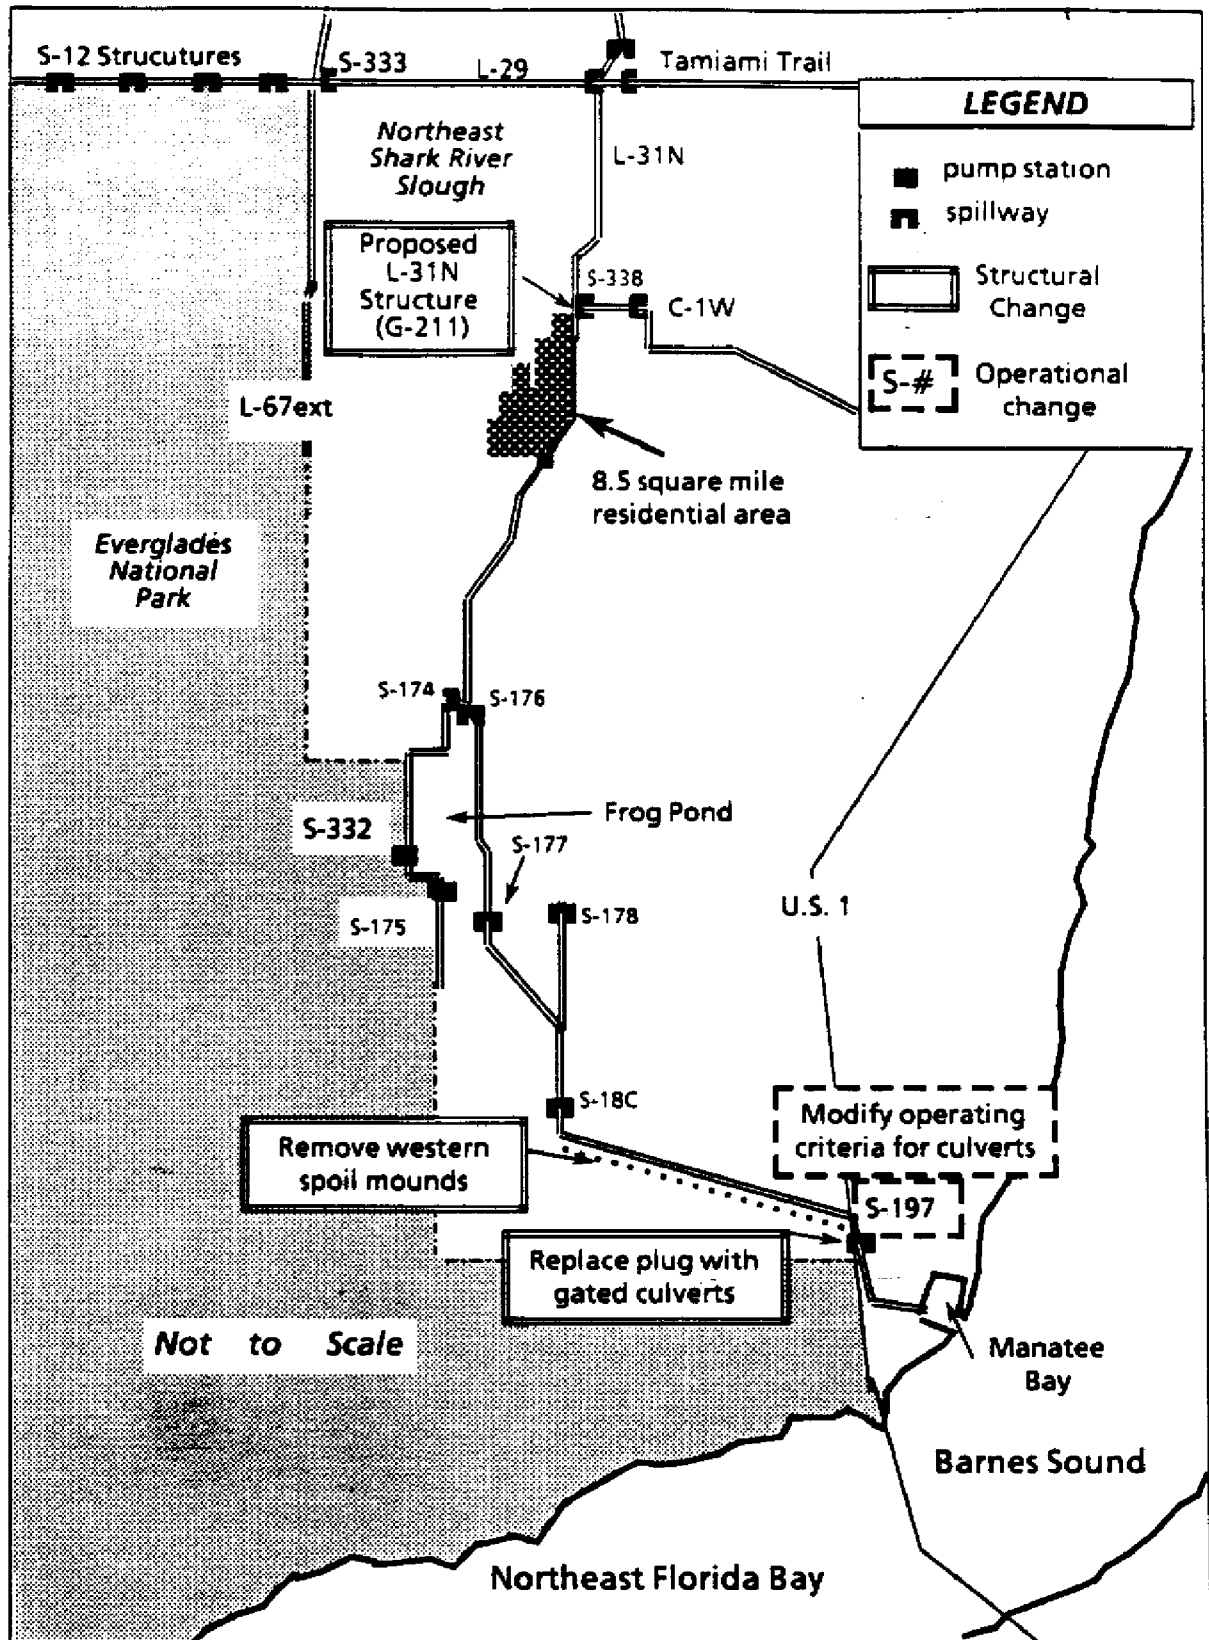 S-12 Strucutures
S-333
L-29
Tamiami Trail
LEGEND
pump station
spillway
Structural
Change
S-#
Operational
change
Northeast
Shark River
Slough
L-31N
Proposed
L-31N
Structure
(G-211)
S-338
C-1W
L-67ext
8.5 square mile
residential area
Everglades
National
Park
S-174
S-176
Frog Pond
S-332
S-177
S-175
S-178
U.S. 1
S-18C
Modify operating
criteria for culverts
Remove western
spoil mounds
S-197
Replace plug with
gated culverts
Not to Scale
Manatee
Bay
Barnes Sound
Northeast Florida Bay